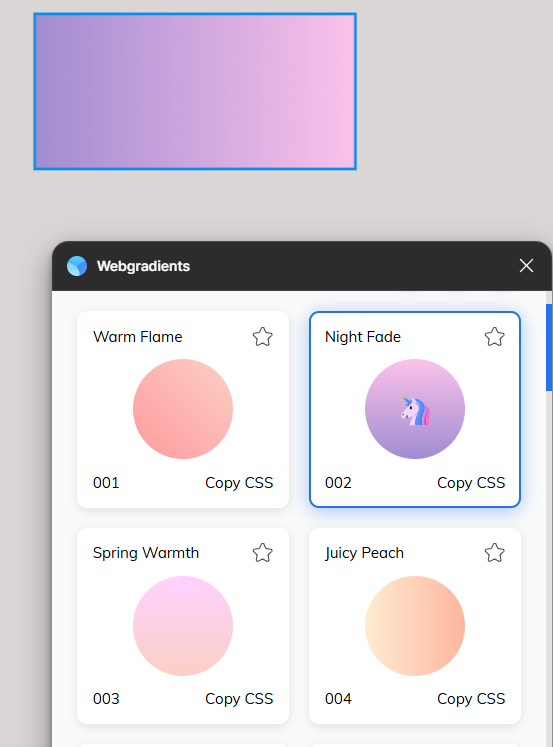 Webgradients
Warm Flame
Night Fade
001
Copy CSS
002
Copy CSS
Spring Warmth
Juicy Peach
003
Copy CSS
004
Copy CSS